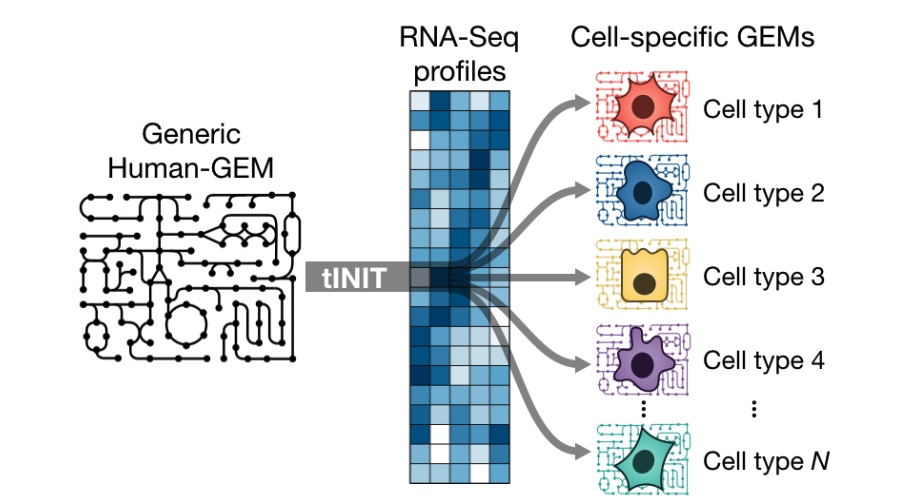 RNA-Seq
profiles
Cell-specific GEMs
Generic
Human-GEM
tINIT
Cell type 1
Cell type 2
Cell type 3
Cell type 4
Cell type N